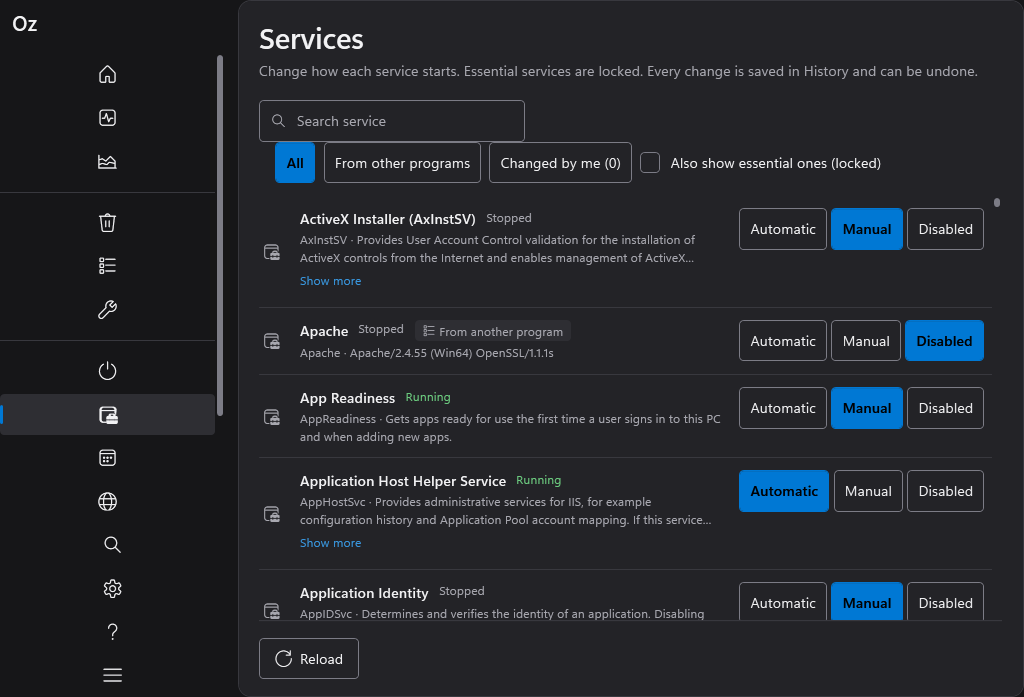 Oz
Services
Change how each service starts. Essential services are locked. Every change is saved in History and can be undone.
Search service
All
From other programs
Changed by me (0)
Also show essential ones (locked)
ActiveX Installer (AxInstSV) Stopped
AxInstSV · Provides User Account Control validation for the installation of
ActiveX controls from the Internet and enables management of ActiveX...
Show more
Automatic
Manual
Disabled
Apache Stopped From another program
Apache · Apache/2.4.55 (Win64) OpenSSL/1.1.1s
Automatic
Manual
Disabled
App Readiness Running
AppReadiness · Gets apps ready for use the first time a user signs in to this PC
and when adding new apps.
Automatic
Manual
Disabled
Application Host Helper Service Running
AppHostSvc · Provides administrative services for IIS, for example
configuration history and Application Pool account mapping. If this service...
Show more
Automatic
Manual
Disabled
Application Identity Stopped
AppIDSvc · Determines and verifies the identity of an application. Disabling
Automatic
Manual
Disabled
Reload